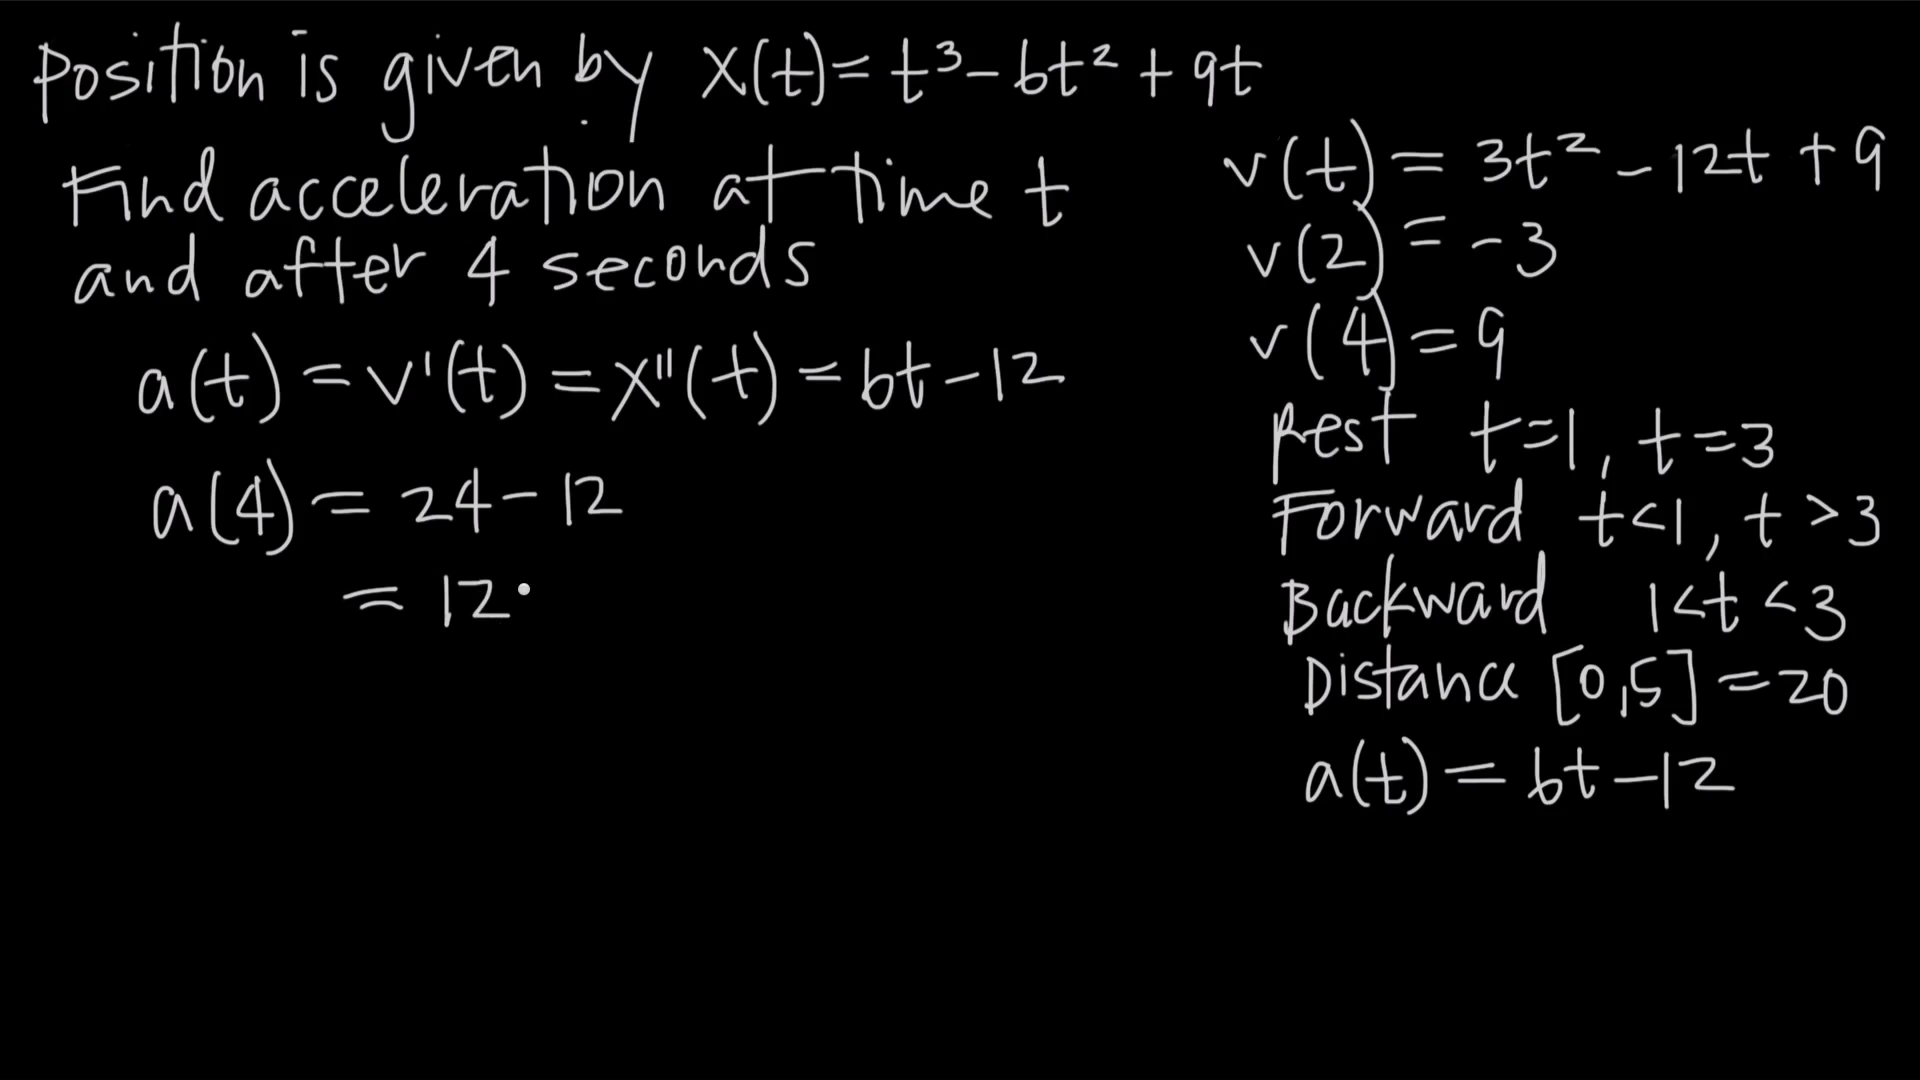 Position is given by x(t)= t³- 6t² + 9t
Find acceleration at time t
and after 4 seconds
a(t) = v'(t) = x"(t) = 6t - 12
a(4) = 24 - 12
= 12
v(t) = 3t² - 12t + 9
v(2) = -3
v(4) = 9
Rest t=1, t=3
Forward t<1, t >3
Backward 1<t <3
Distance [0,5] = 20
a(t) = 6t - 12